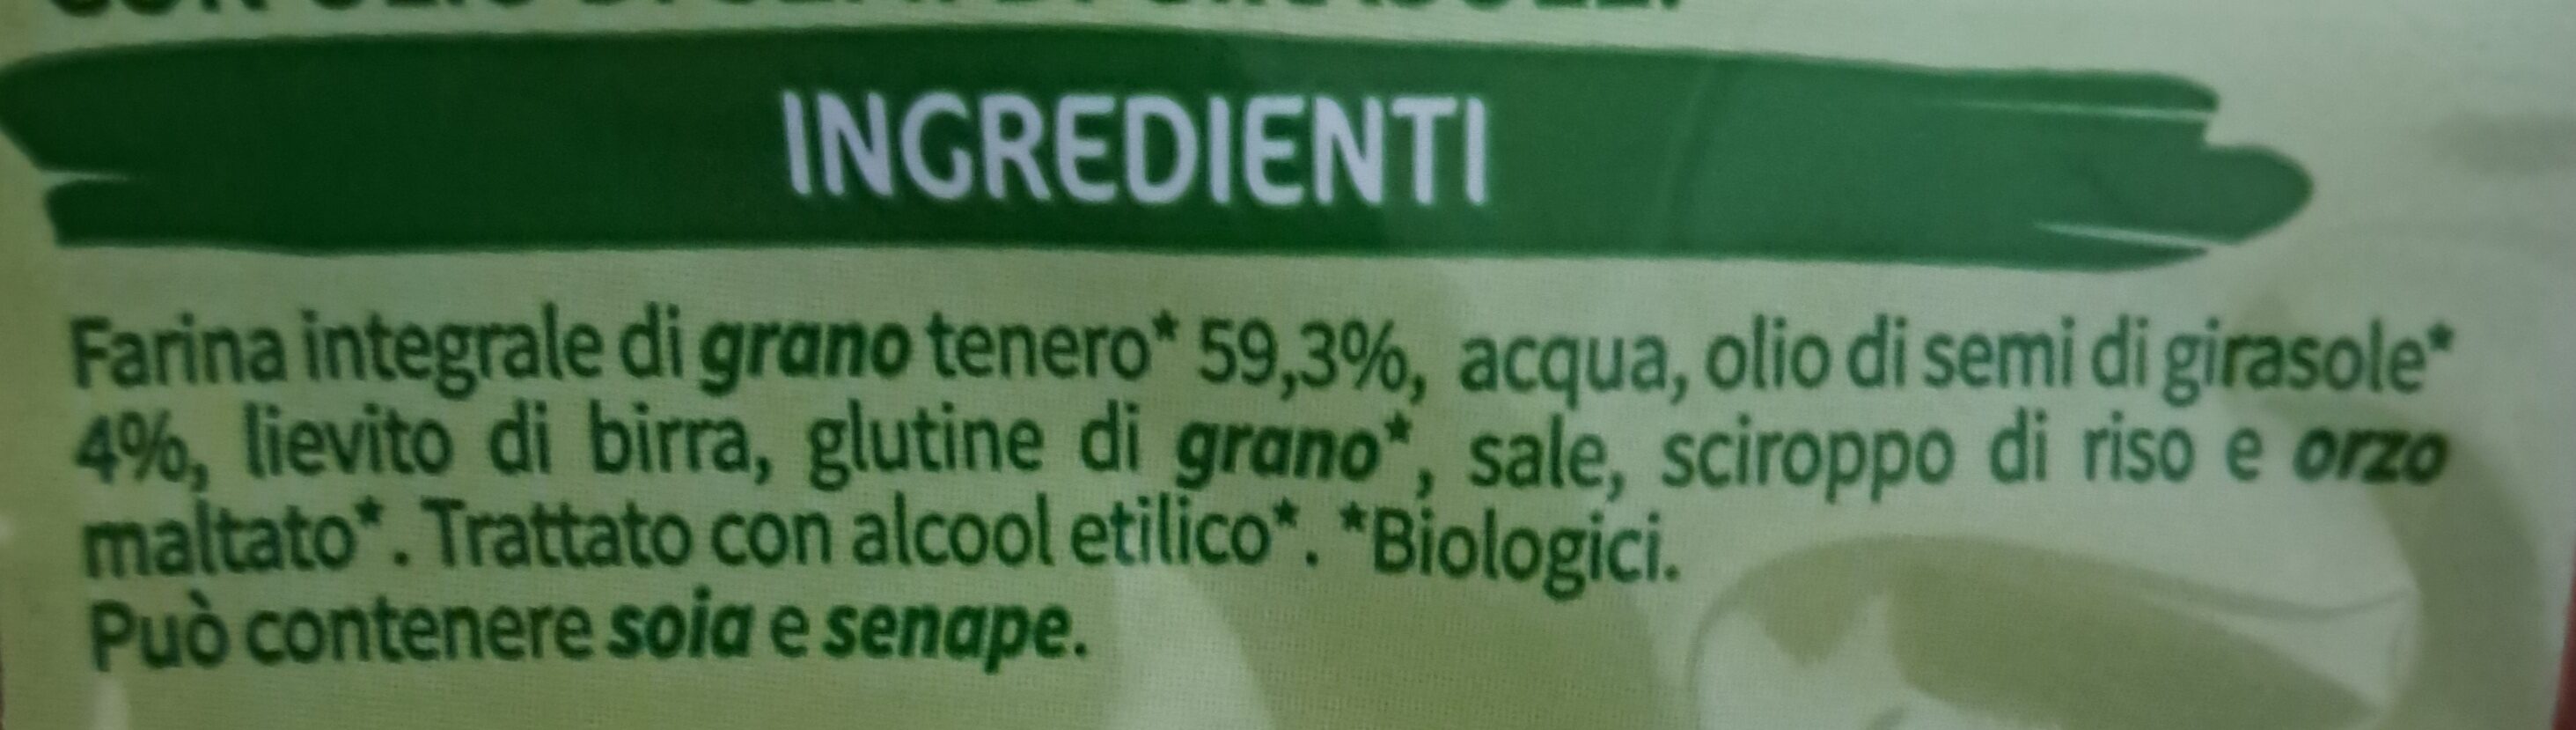 INGREDIENTI
Farina integrale di grano tenero* 59,3%, acqua, olio di semi di girasole*
4%, lievito di birra, glutine di grano*, sale, sciroppo di riso e orzo
maltato*. Trattato con alcool etilico*. *Biologici.
Può contenere soia e senape.